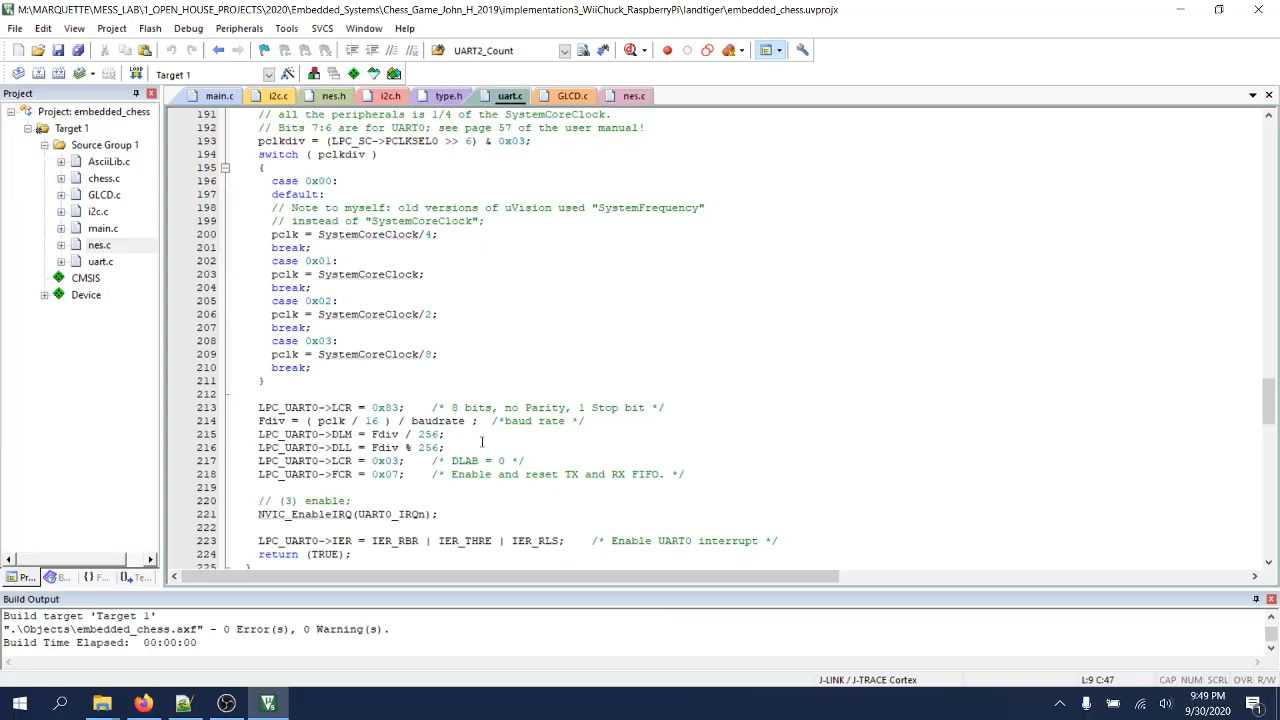 M:\MARQUETTE\MESS_LAB\1_OPEN_HOUSE_PROJECTS\2020\Embedded_Systems\Chess_Game_John_H_2019\implementation3_WiiChuck_RaspberryPi\landtiger\embedded_chess.uvprojx
File Edit View Project Flash Debug Peripherals Tools SVCS Window Help
UART2_Count
LOAD Target 1
Project
main.c i2c.c nes.h i2c.h type.h uart.c GLCD.c nes.c
Project: embedded_chess
Target 1
Source Group 1
AsciiLib.c
chess.c
GLCD.c
i2c.c
main.c
nes.c
uart.c
CMSIS
Device
191 // all the peripherals is 1/4 of the SystemCoreClock.
192 // Bits 7:6 are for UART0; see page 57 of the user manual!
193 pclkdiv = (LPC_SC->PCLKSEL0 >> 6) & 0x03;
194 switch ( pclkdiv )
195 {
196 case 0x00:
197 default:
198 // Note to myself: old versions of uVision used "SystemFrequency"
199 // instead of "SystemCoreClock";
200 pclk = SystemCoreClock/4;
201 break;
202 case 0x01:
203 pclk = SystemCoreClock;
204 break;
205 case 0x02:
206 pclk = SystemCoreClock/2;
207 break;
208 case 0x03:
209 pclk = SystemCoreClock/8;
210 break;
211 }
212
213 LPC_UART0->LCR = 0x83; /* 8 bits, no Parity, 1 Stop bit */
214 Fdiv = ( pclk / 16 ) / baudrate ; /*baud rate */
215 LPC_UART0->DLM = Fdiv / 256;
216 LPC_UART0->DLL = Fdiv % 256;
217 LPC_UART0->LCR = 0x03; /* DLAB = 0 */
218 LPC_UART0->FCR = 0x07; /* Enable and reset TX and RX FIFO. */
219
220 // (3) enable;
221 NVIC_EnableIRQ(UART0_IRQn);
222
223 LPC_UART0->IER = IER_RBR | IER_THRE | IER_RLS; /* Enable UART0 interrupt */
224 return (TRUE);
225 }
Pr... B... {} F... Te...
Build Output
Build target 'Target 1'
".\Objects\embedded_chess.axf" - 0 Error(s), 0 Warning(s).
Build Time Elapsed: 00:00:00
J-LINK / J-TRACE Cortex L:9 C:47 CAP NUM SCRL OVR R/W
9:49 PM
9/30/2020